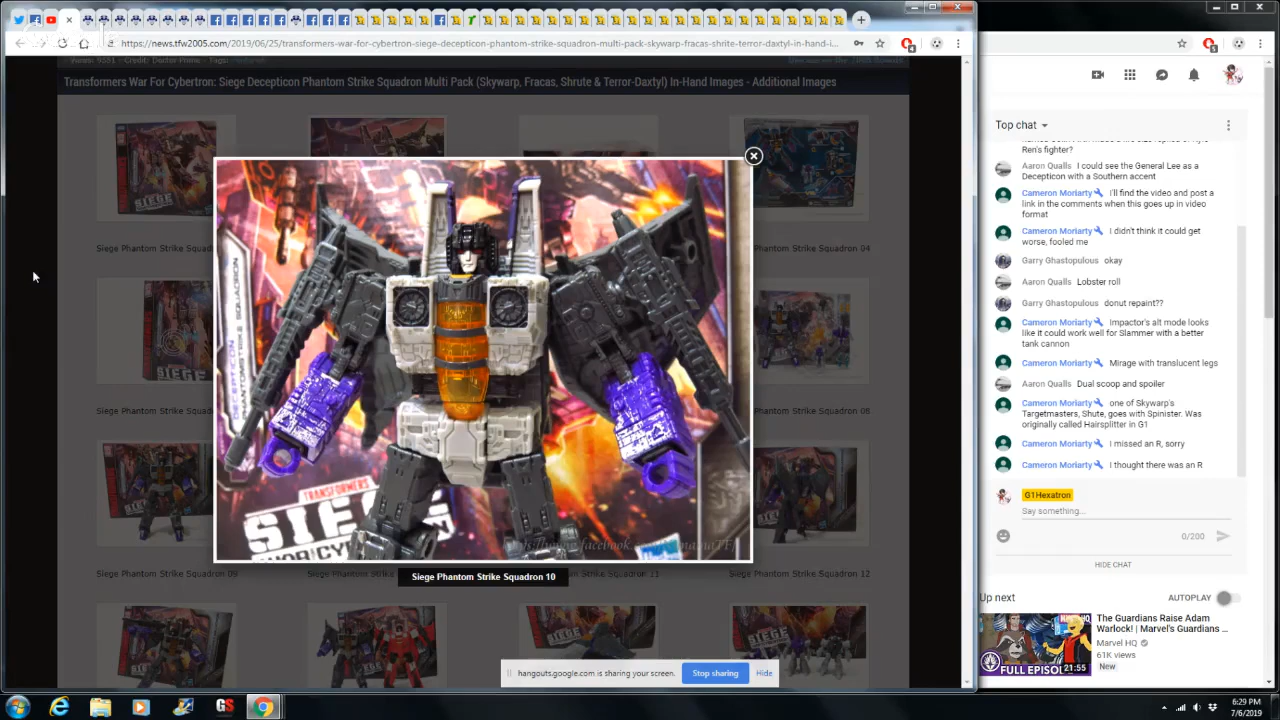 https://news.tfw2005.com/2019/06/25/transformers-war-for-cybertron-siege-decepticon-phantom-strike-squadron-multi-pack-skywarp-fracas-shrite-terror-daxtyl-in-hand-i...
Transformers War For Cybertron: Siege Decepticon Phantom Strike Squadron Multi Pack (Skywarp, Fracas, Shrute & Terror-Daxtyl) In-Hand Images - Additional Images
Siege Phantom Strike Squa
Phantom Strike Squadron 04
Siege Phantom Strike Squa
Phantom Strike Squadron 08
DECEPTICON
TRANSFORMERS
SIEGE
Siege Phantom Strike Squadron 10
Siege Phantom Strike Squadron 09
Squadron 11
Phantom Strike Squadron 12
hangouts.google.com is sharing your screen.
Stop sharing
Hide
Top chat
Ren's fighter?
Aaron Qualls I could see the General Lee as a
Decepticon with a Southern accent
Cameron Moriarty I'll find the video and post a
link in the comments when this goes up in video
format
Cameron Moriarty I didn't think it could get
worse, fooled me
Garry Ghastopulous okay
Aaron Qualls Lobster roll
Garry Ghastopulous donut repaint??
Cameron Moriarty Impactor's alt mode looks
like it could work well for Slammer with a better
tank cannon
Cameron Moriarty Mirage with translucent legs
Aaron Qualls Dual scoop and spoiler
Cameron Moriarty one of Skywarp's
Targetmasters, Shute, goes with Spinister. Was
originally called Hairsplitter in G1
Cameron Moriarty I missed an R, sorry
Cameron Moriarty I thought there was an R
G1Hexatron
Say something...
0/200
HIDE CHAT
Up next
AUTOPLAY
The Guardians Raise Adam
Warlock! | Marvel's Guardians ...
Marvel HQ
61K views
New
FULL EPISO
21:55
GS
6:29 PM
7/6/2019